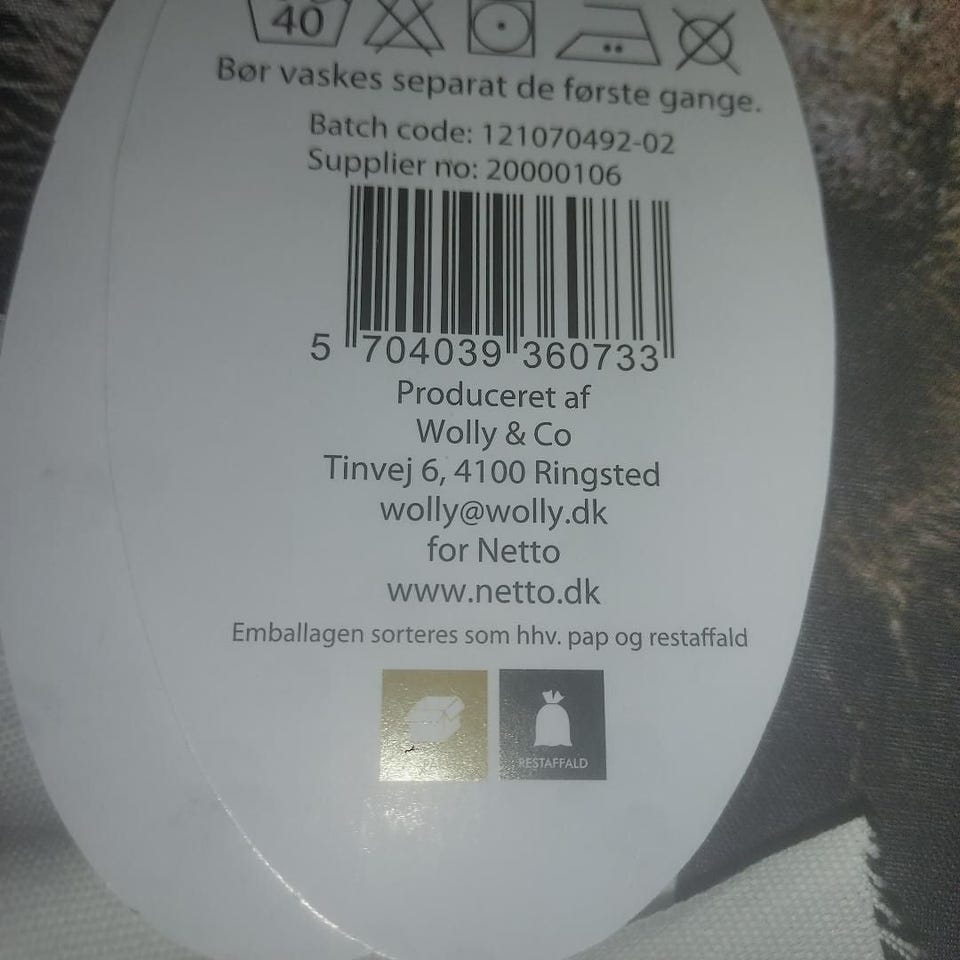 40
Bør vaskes separat de første gange.
Batch code: 121070492-02
Supplier no: 20000106
5 704039 360733
Produceret af
Wolly & Co
Tinvej 6, 4100 Ringsted
wolly@wolly.dk
for Netto
www.netto.dk
Emballagen sorteres som hhv. pap og restaffald
RESTAFFALD